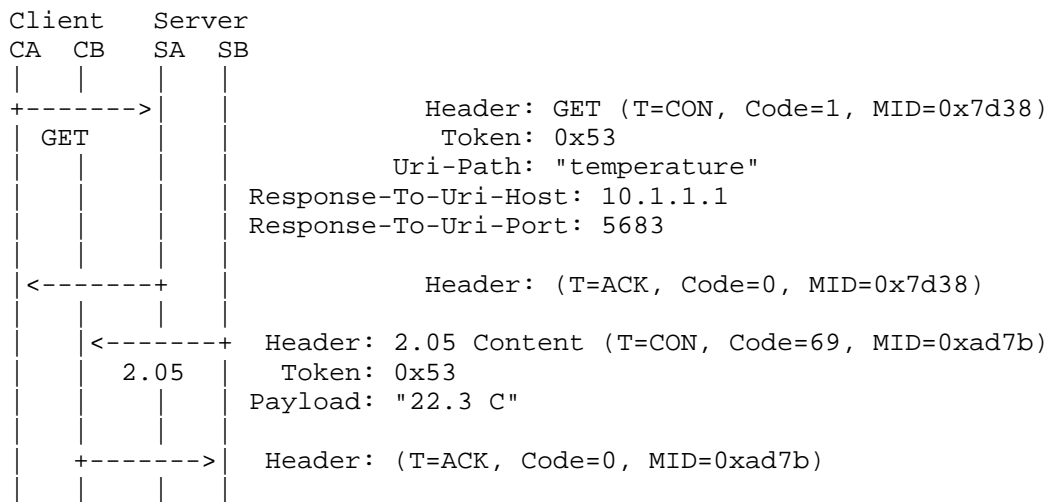 Client Server
CA CB SA SB
Header: GET (T=CON, Code=1, MID=0x7d38)
GET Token: 0x53
Uri-Path: "temperature"
Response-To-Uri-Host: 10.1.1.1
Response-To-Uri-Port: 5683
Header: (T=ACK, Code=0, MID=0x7d38)
Header: 2.05 Content (T=CON, Code=69, MID=0xad7b)
2.05 Token: 0x53
Payload: "22.3 C"
Header: (T=ACK, Code=0, MID=0xad7b)